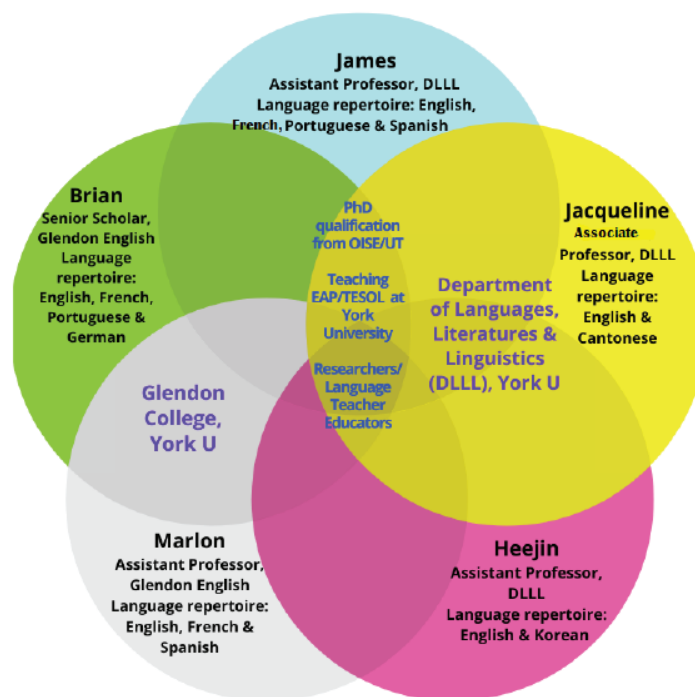 James
Assistant Professor, DLLL
Language repertoire: English,
French, Portuguese & Spanish
Brian
Senior Scholar,
Glendon English
Language
repertoire:
English, French,
Portuguese &
German
PhD
qualification
from OISE/UT
Teaching
EAP/TESOL at
York
University
Researchers/
Language
Teacher
Educators
Jacqueline
Associate
Professor, DLLL
Language
repertoire:
English &
Cantonese
Department
of Languages,
Literatures &
Linguistics
(DLLL), York U
Glendon
College,
York U
Marlon
Assistant Professor,
Glendon English
Language repertoire:
English, French &
Spanish
Heejin
Assistant Professor,
DLLL
Language repertoire:
English & Korean